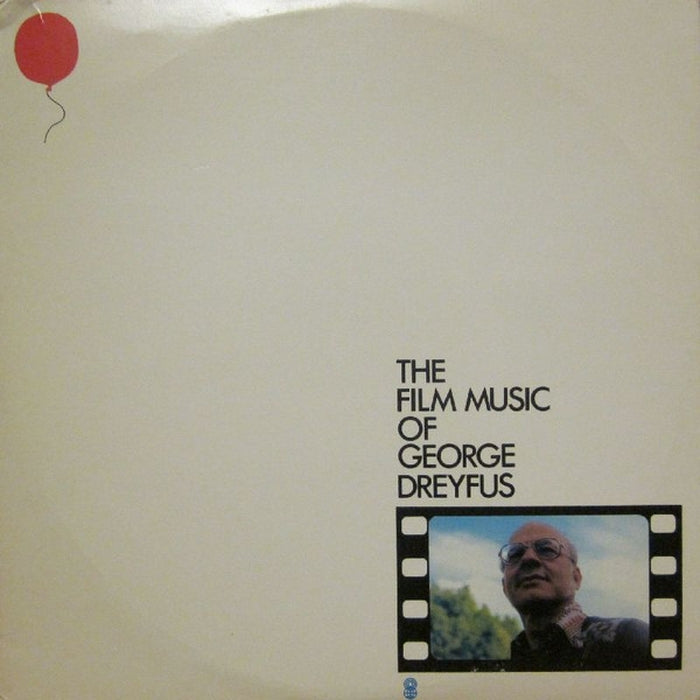 THE
FILM MUSIC
OF
GEORGE
DREYFUS